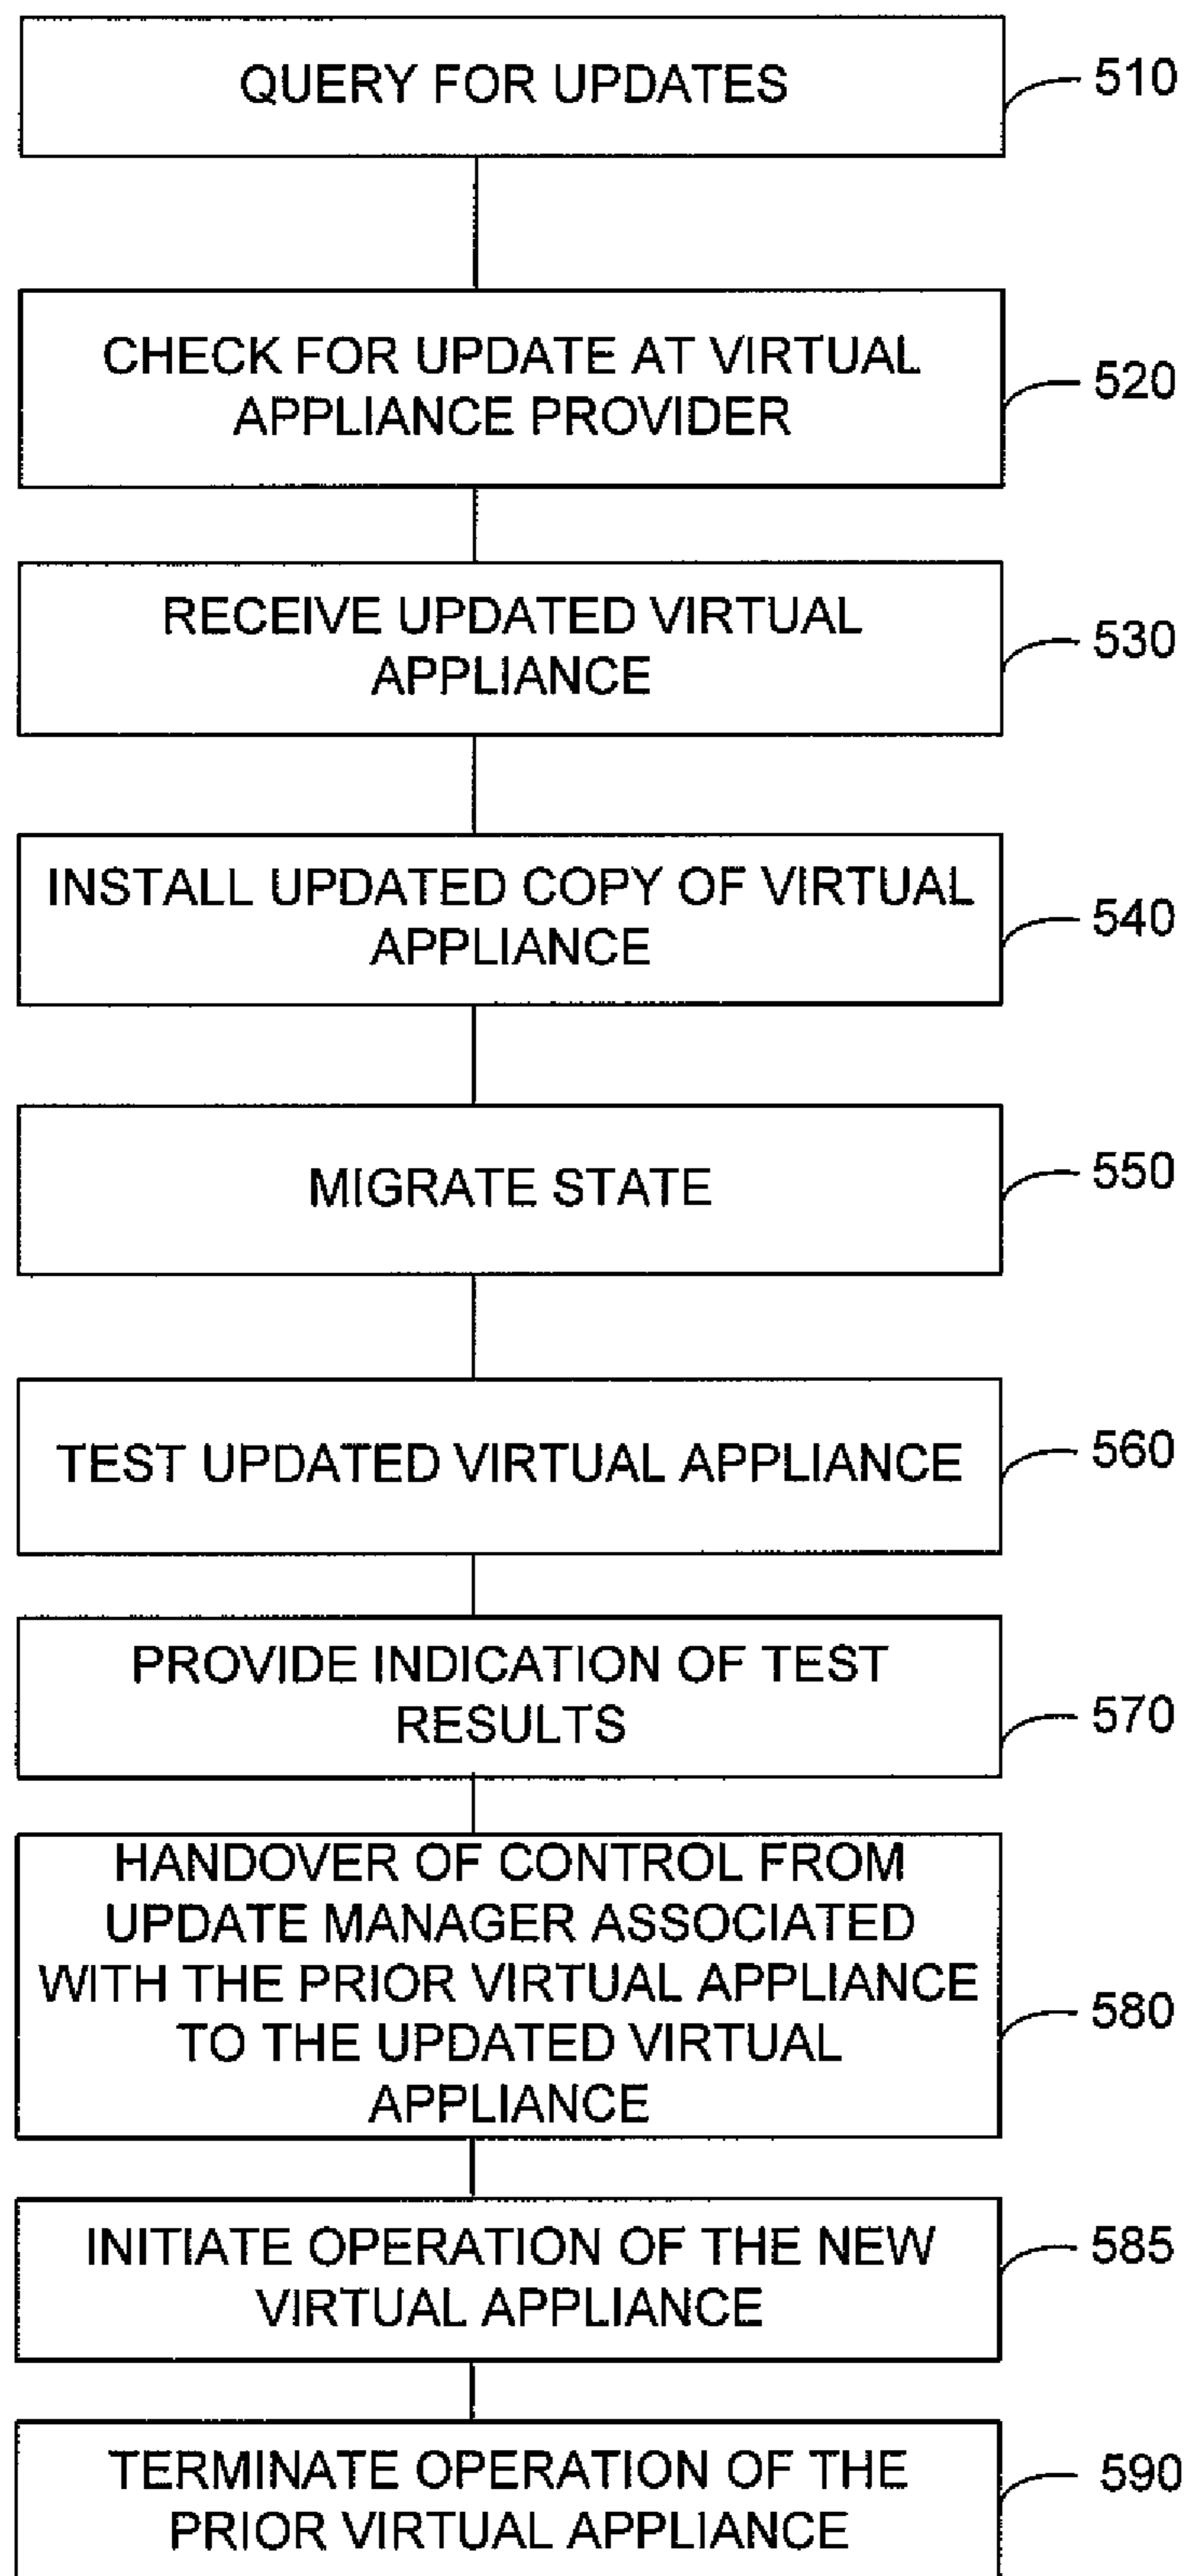 QUERY FOR UPDATES
510
CHECK FOR UPDATE AT VIRTUAL
APPLIANCE PROVIDER
520
RECEIVE UPDATED VIRTUAL
APPLIANCE
530
INSTALL UPDATED COPY OF VIRTUAL
APPLIANCE
540
MIGRATE STATE
550
TEST UPDATED VIRTUAL APPLIANCE
560
PROVIDE INDICATION OF TEST
RESULTS
570
HANDOVER OF CONTROL FROM
UPDATE MANAGER ASSOCIATED
WITH THE PRIOR VIRTUAL APPLIANCE
TO THE UPDATED VIRTUAL
APPLIANCE
580
INITIATE OPERATION OF THE NEW
VIRTUAL APPLIANCE
585
TERMINATE OPERATION OF THE
PRIOR VIRTUAL APPLIANCE
590